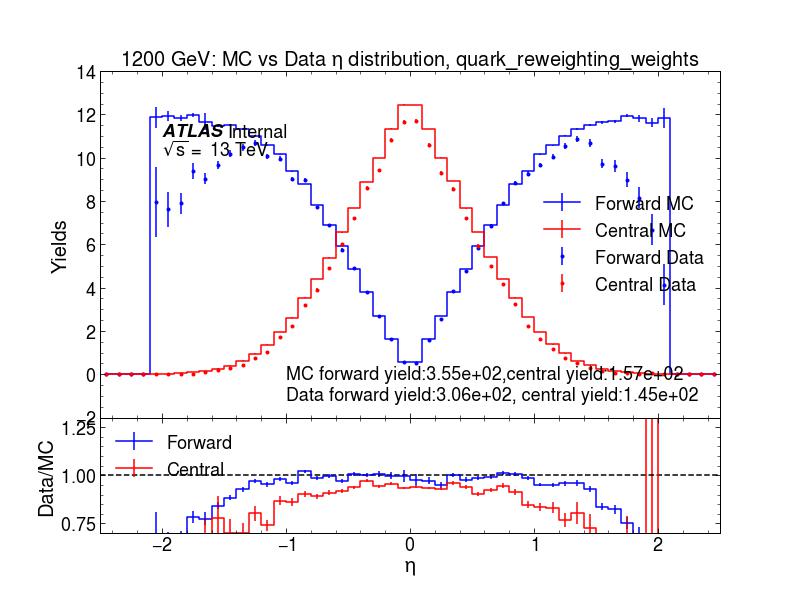 1200 GeV: MC vs Data η distribution, quark_reweighting_weights
14
12
10
8
6
4
2
0
−2
Yields
ATLAS Internal
√s = 13 TeV
Forward MC
Central MC
Forward Data
Central Data
MC forward yield:3.55e+02,central yield:1.57e+02
Data forward yield:3.06e+02, central yield:1.45e+02
1.25
1.00
0.75
Data/MC
Forward
Central
−2 −1 0 1 2
η